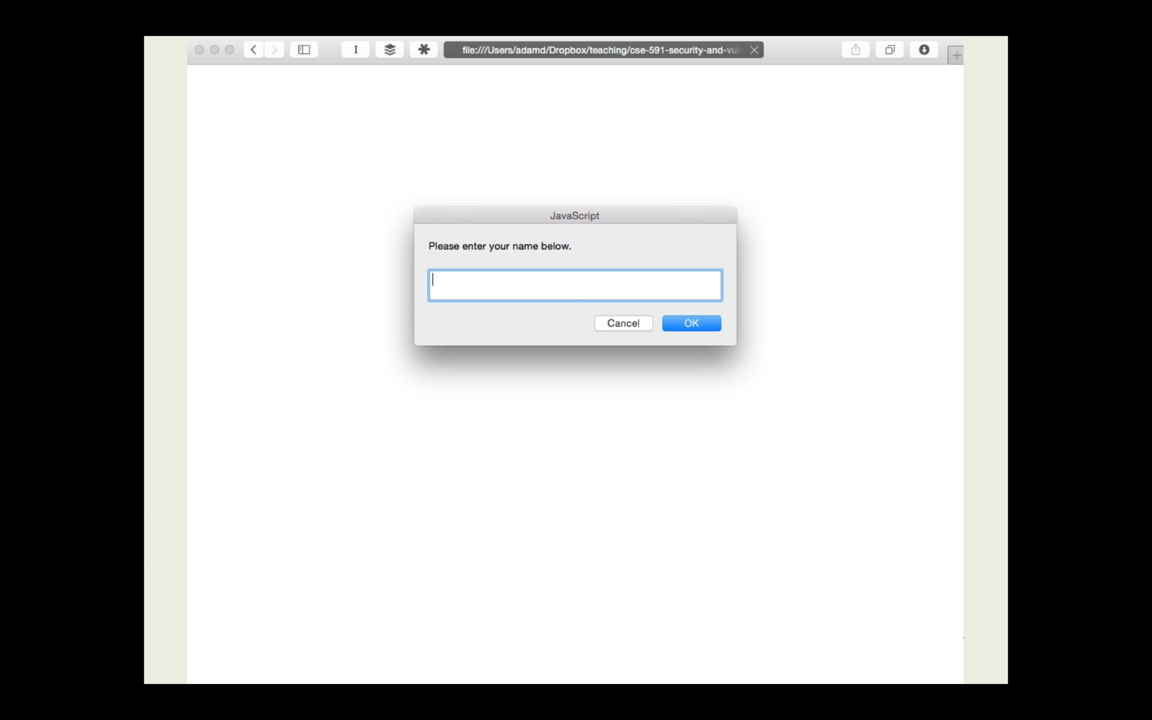 file:///Users/adamd/Dropbox/teaching/cse-591-security-and-vul
JavaScript
Please enter your name below.
Cancel
OK